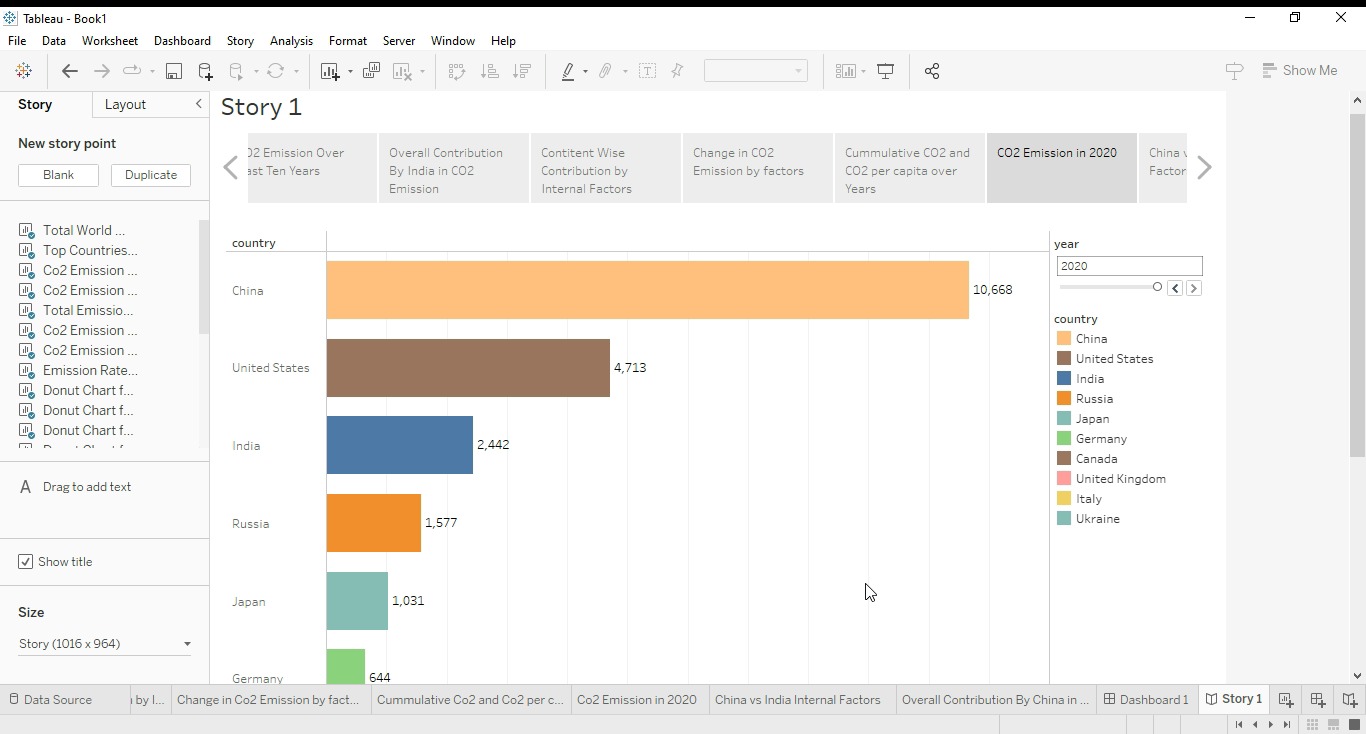 Tableau - Book1
File Data Worksheet Dashboard Story Analysis Format Server Window Help
Show Me
Story Layout
New story point
Blank Duplicate
Total World ...
Top Countries...
Co2 Emission ...
Co2 Emission ...
Total Emissio...
Co2 Emission ...
Co2 Emission ...
Emission Rate...
Donut Chart f...
Donut Chart f...
Donut Chart f...
A Drag to add text
Show title
Size
Story (1016 x 964)
Story 1
O2 Emission Over
ast Ten Years
Overall Contribution
By India in CO2
Emission
Contitent Wise
Contribution by
Internal Factors
Change in CO2
Emission by factors
Cummulative CO2 and
CO2 per capita over
Years
CO2 Emission in 2020
China v
Factor
country
China 10,668
United States 4,713
India 2,442
Russia 1,577
Japan 1,031
Germany 644
year
2020
country
China
United States
India
Russia
Japan
Germany
Canada
United Kingdom
Italy
Ukraine
Data Source
by I...
Change in Co2 Emission by fact...
Cummulative Co2 and Co2 per c...
Co2 Emission in 2020
China vs India Internal Factors
Overall Contribution By China in ...
Dashboard 1
Story 1